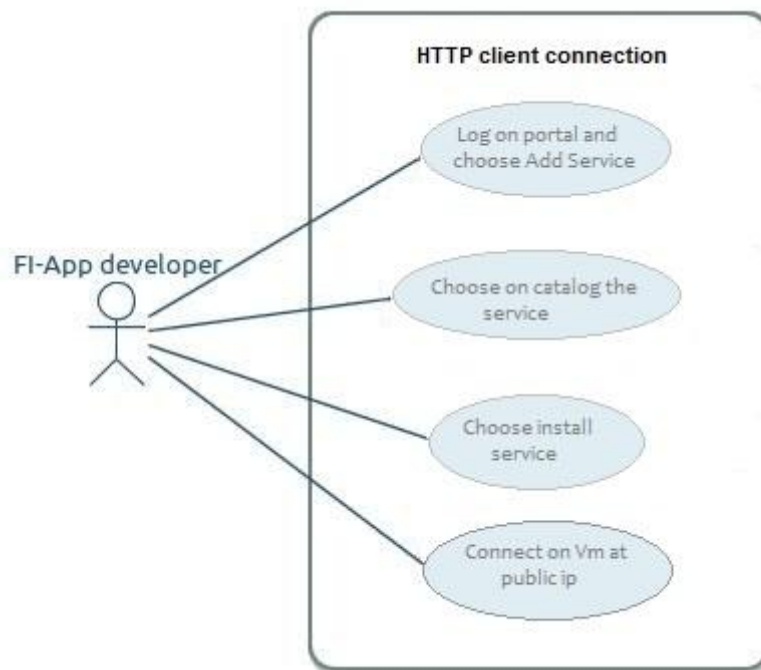 HTTP client connection
Log on portal and
choose Add Service
FI-App developer
Choose on catalog the
service
Choose install
service
Connect on Vm at
public ip